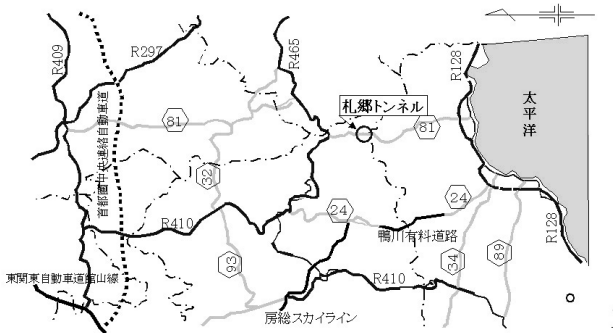 R409
R297
R465
R128
太平洋
札郷トンネル
81
81
首都圏中央連絡自動車道
32
24
24
R410
鴨川有料道路
R128
東関東自動車道館山線
93
R410
34
89
房総スカイライン